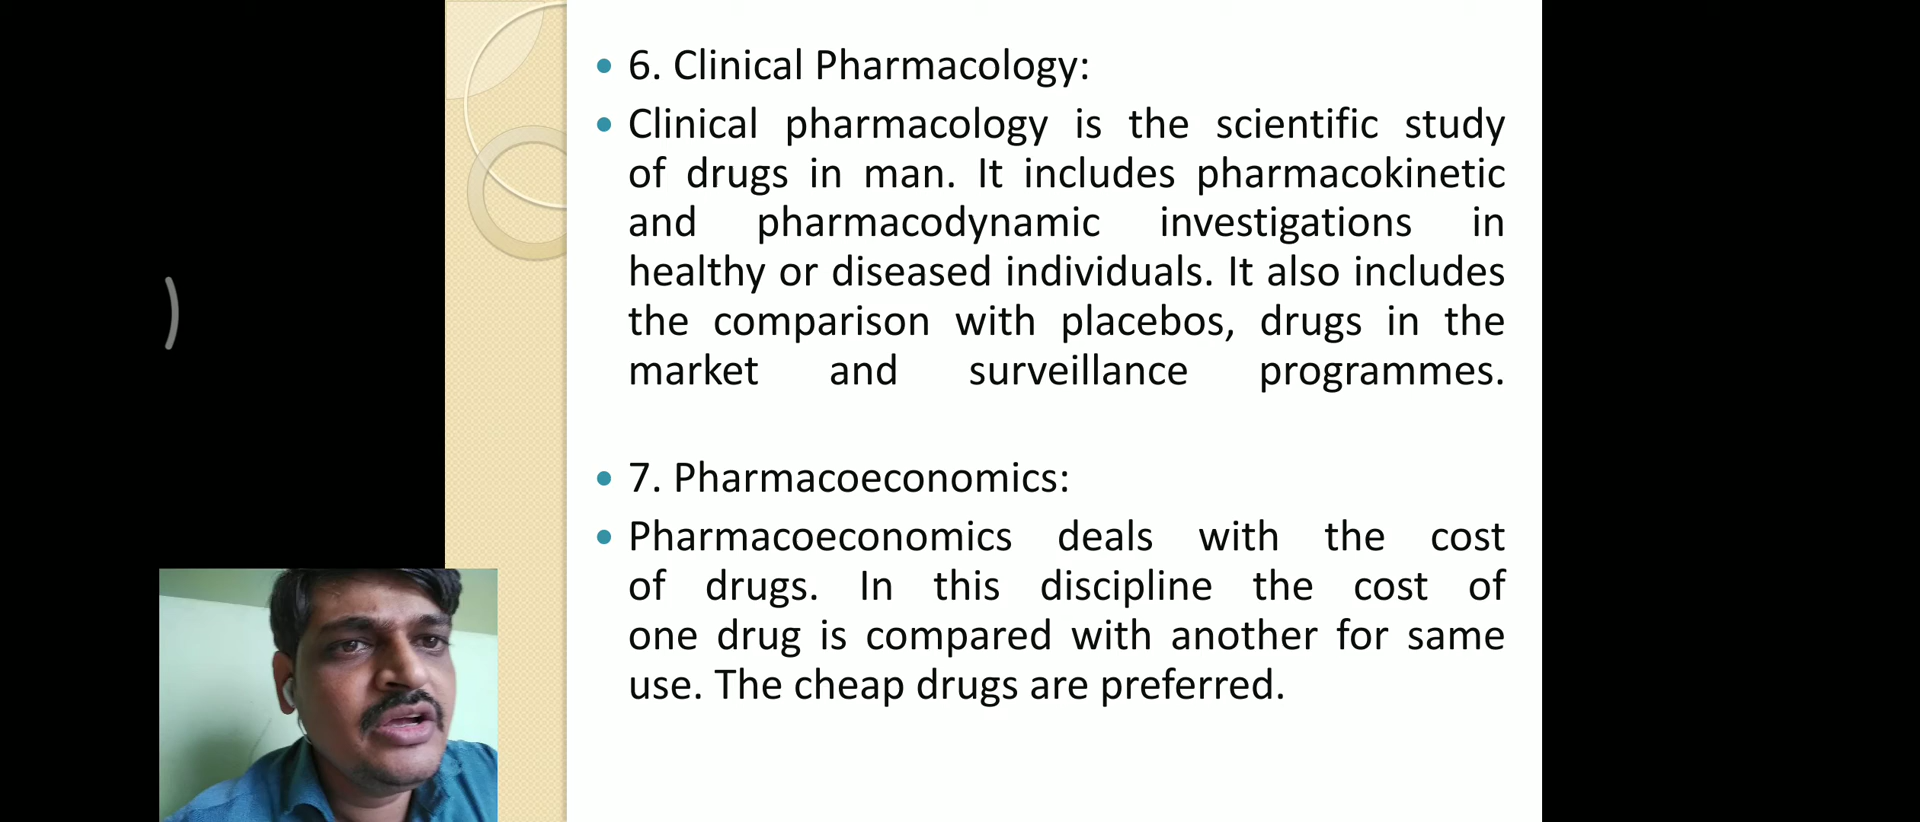 6. Clinical Pharmacology:
Clinical pharmacology is the scientific study
of drugs in man. It includes pharmacokinetic
and pharmacodynamic investigations in
healthy or diseased individuals. It also includes
the comparison with placebos, drugs in the
market and surveillance programmes.
7. Pharmacoeconomics:
Pharmacoeconomics deals with the cost
of drugs. In this discipline the cost of
one drug is compared with another for same
use. The cheap drugs are preferred.